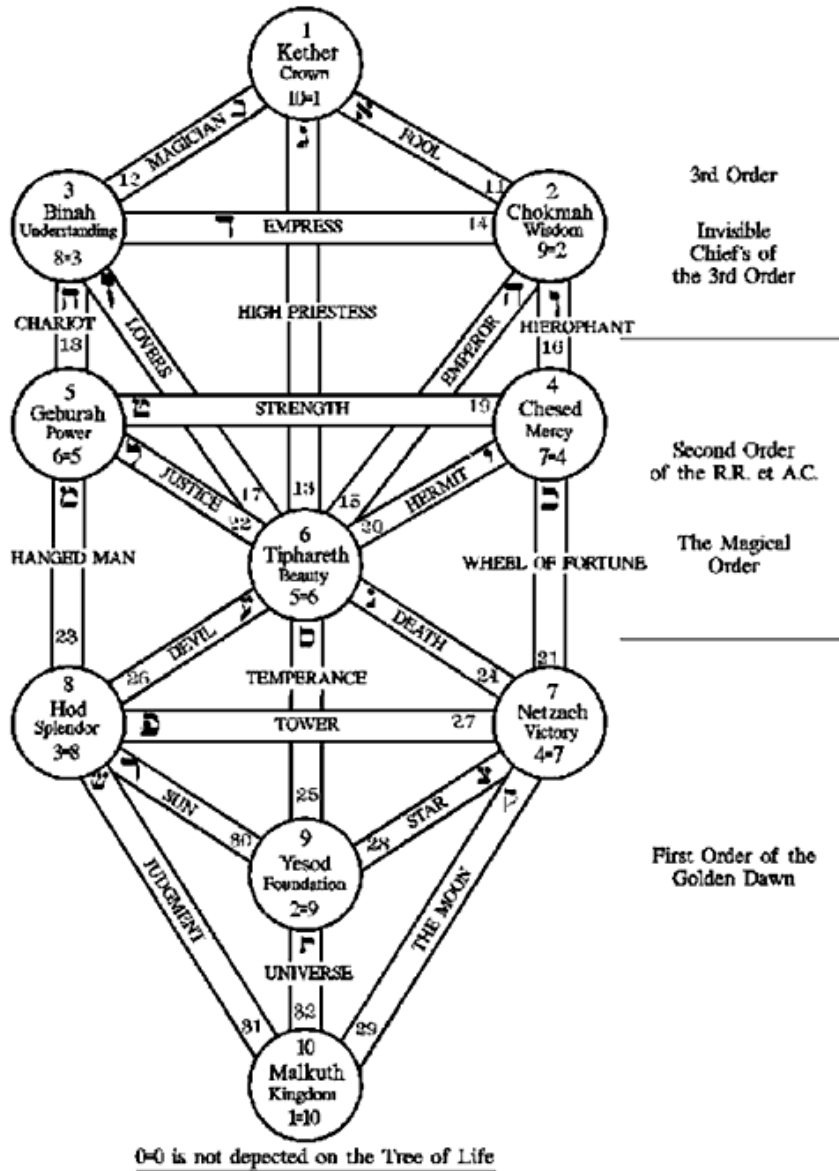 1
Kether
Crown
10=1
MAGICIAN
ב
12
א
FOOL
11
ג
3
Binah
Understanding
8=3
ד
EMPRESS
14
2
Chokmah
Wisdom
9=2
3rd Order
Invisible
Chief's of
the 3rd Order
CHARIOT
18
LOVERS
17
HIGH PRIESTESS
13
ה
EMPEROR
15
ו
HIEROPHANT
16
5
Geburah
Power
6=5
STRENGTH
19
4
Chesed
Mercy
7=4
JUSTICE
22
י
HERMIT
20
Second Order
of the R.R. et A.C.
The Magical
Order
6
Tiphareth
Beauty
5=6
HANGED MAN
23
WHEEL OF FORTUNE
21
DEVIL
26
TEMPERANCE
25
נ
DEATH
24
8
Hod
Splendor
3=8
פ
TOWER
27
7
Netzach
Victory
4=7
ש
ר
SUN
30
צ
STAR
28
ק
9
Yesod
Foundation
2=9
JUDGMENT
31
ת
UNIVERSE
32
THE MOON
29
First Order of the
Golden Dawn
10
Malkuth
Kingdom
1=10
0=0 is not depected on the Tree of Life